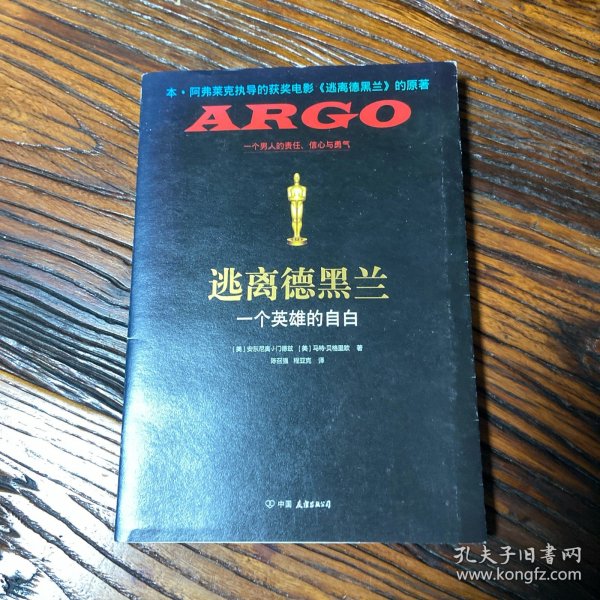 本·阿弗莱克执导的获奖电影《逃离德黑兰》的原著
ARGO
一个男人的责任、信心与勇气
逃离德黑兰
一个英雄的自白
［美］安东尼奥·J·门德兹 ［美］马特·贝格里欧 著
陈召强 程亚克 译
中国友谊出版公司
孔夫子旧书网
www.kongfz.com